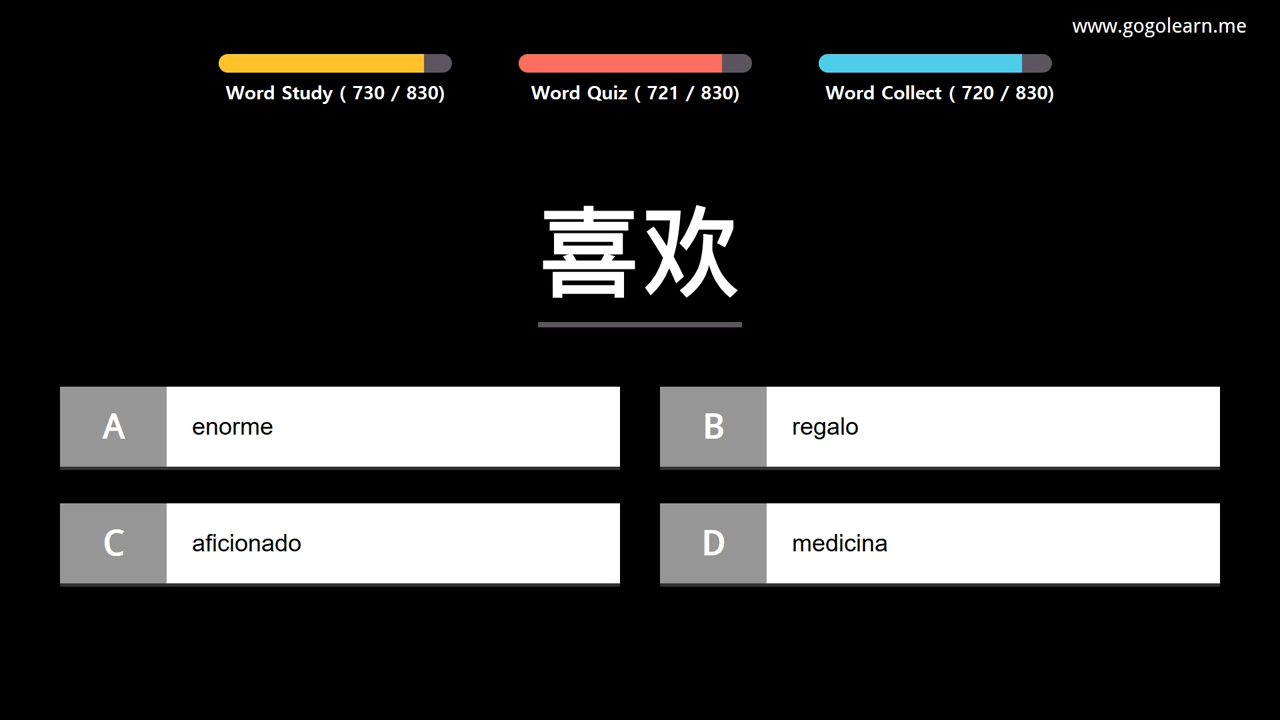 www.gogolearn.me
Word Study ( 730 / 830)
Word Quiz ( 721 / 830)
Word Collect ( 720 / 830)
喜欢
A enorme
B regalo
C aficionado
D medicina